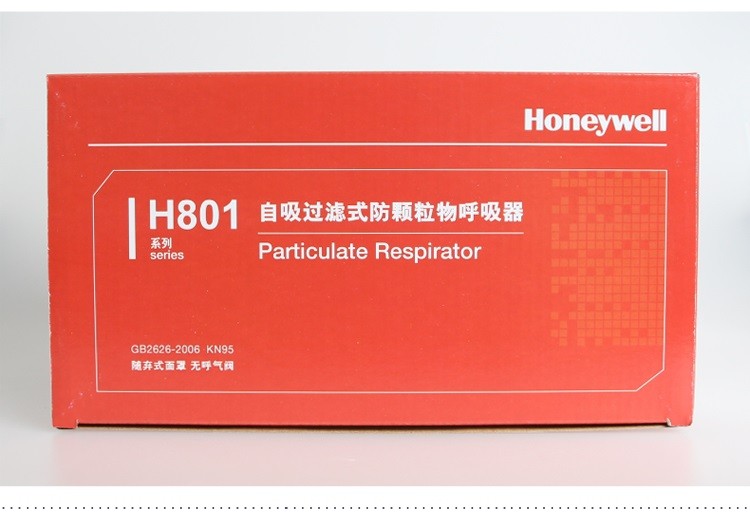 Honeywell
H801 自吸过滤式防颗粒物呼吸器
系列
series
Particulate Respirator
GB2626-2006 KN95
随弃式面罩 无呼气阀